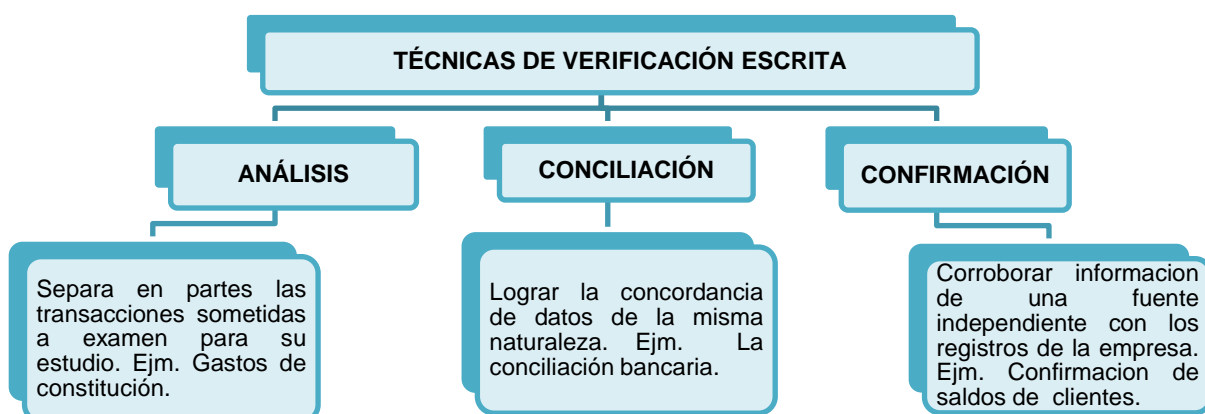 TÉCNICAS DE VERIFICACIÓN ESCRITA
ANÁLISIS
CONCILIACIÓN
CONFIRMACIÓN
Separa en partes las
transacciones sometidas
a examen para su
estudio. Ejm. Gastos de
constitución.
Lograr la concordancia
de datos de la misma
naturaleza. Ejm. La
conciliación bancaria.
Corroborar informacion
de una fuente
independiente con los
registros de la empresa.
Ejm. Confirmacion de
saldos de clientes.